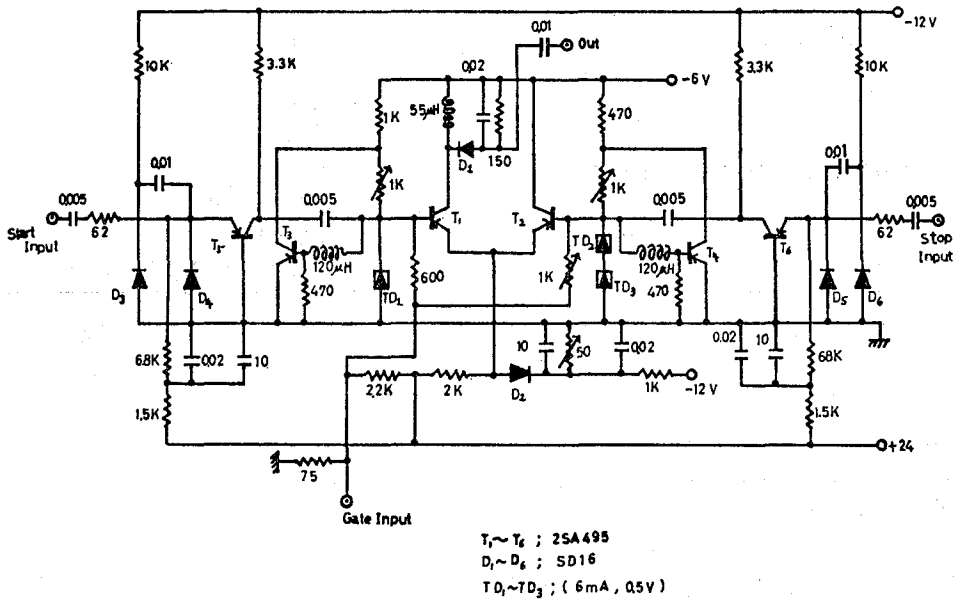 -12 V
0.01
Out
10K
3.3K
0.02
-6 V
3.3K
10K
1K
55μH
470
0.01
D1
150
0.01
1K
1K
0.005
0.005
0.005
0.005
T1
T2
Start
Input
62
T5
T3
TD2
T4
T6
62
Stop
Input
120μH
600
1K
120μH
D3
D4
470
TD1
TD3
470
D5
D6
6.8K
0.02
10
10
50
0.02
0.02
10
68K
2.2K
2K
D2
1K
-12V
1.5K
1.5K
+24
75
Gate Input
T1~T6 ; 2SA495
D1~D6 ; SD16
TD1~TD3 ; ( 6mA , 0.5V )